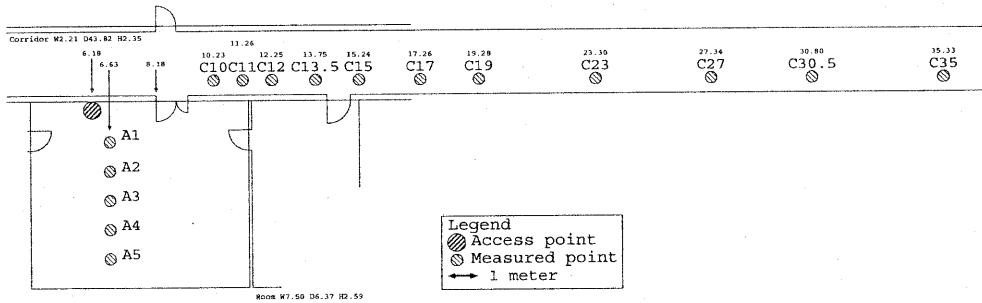 Corridor W2.21 D43.82 H2.35
6.18
6.63
8.18
10.23
11.26
12.25
13.75
15.24
17.26
19.28
23.30
27.34
30.80
35.33
C10 C11 C12 C13.5 C15 C17 C19 C23 C27 C30.5 C35
A1
A2
A3
A4
A5
Legend
Access point
Measured point
1 meter
Room W7.50 D6.37 H2.59